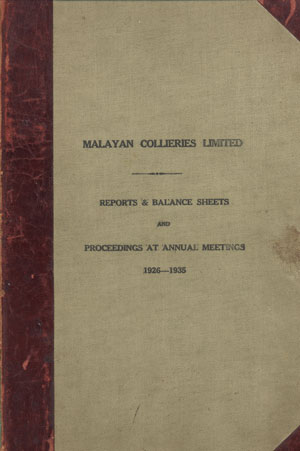 MALAYAN COLLIERIES LIMITED
REPORTS & BALANCE SHEETS
AND
PROCEEDINGS AT ANNUAL MEETINGS
1926—1935